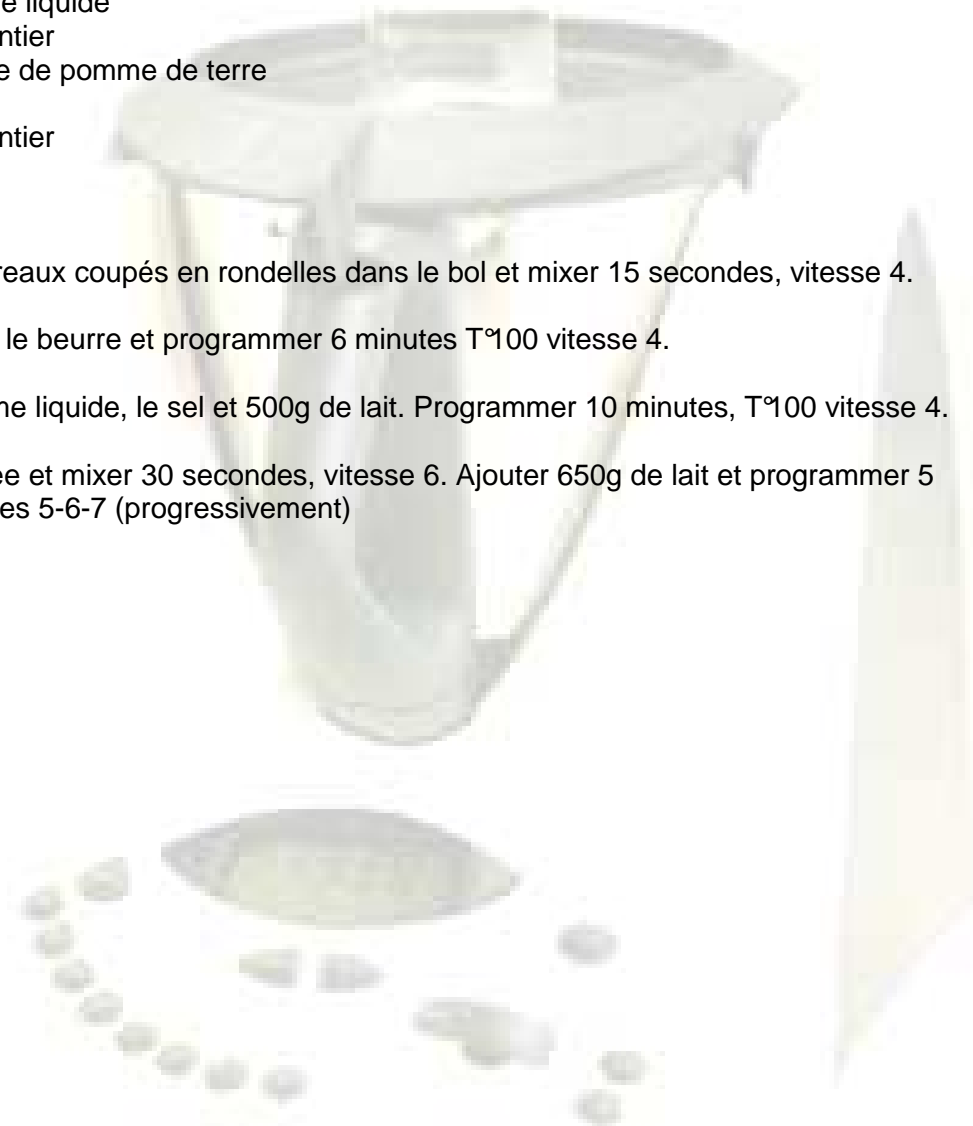 liquide
ntier
e de pomme de terre
ntier
reaux coupés en rondelles dans le bol et mixer 15 secondes, vitesse 4.
le beurre et programmer 6 minutes T°100 vitesse 4.
ne liquide, le sel et 500g de lait. Programmer 10 minutes, T°100 vitesse 4.
ée et mixer 30 secondes, vitesse 6. Ajouter 650g de lait et programmer 5
es 5-6-7 (progressivement)